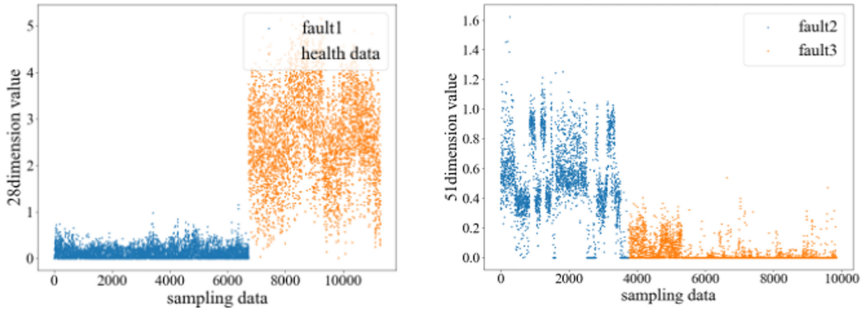 5
4
3
2
1
0
28dimension value
fault1
health data
0 2000 4000 6000 8000 10000
sampling data
1.6
1.4
1.2
1.0
0.8
0.6
0.4
0.2
0.0
51dimension value
fault2
fault3
0 2000 4000 6000 8000 10000
sampling data